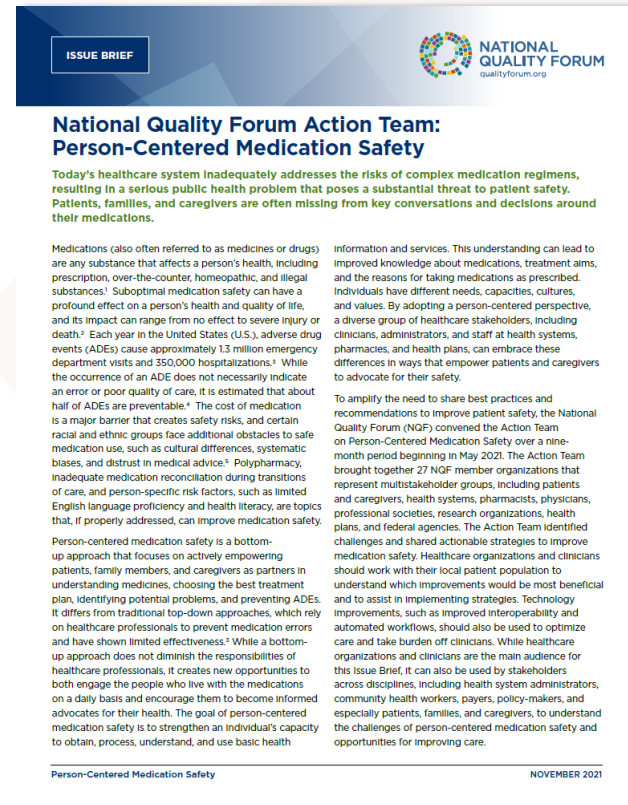 ISSUE BRIEF
NATIONAL
QUALITY FORUM
qualityforum.org
National Quality Forum Action Team:
Person-Centered Medication Safety
Today's healthcare system inadequately addresses the risks of complex medication regimens,
resulting in a serious public health problem that poses a substantial threat to patient safety.
Patients, families, and caregivers are often missing from key conversations and decisions around
their medications.
Medications (also often referred to as medicines or drugs)
are any substance that affects a person's health, including
prescription, over-the-counter, homeopathic, and illegal
substances.¹ Suboptimal medication safety can have a
profound effect on a person's health and quality of life,
and its impact can range from no effect to severe injury or
death.² Each year in the United States (U.S.), adverse drug
events (ADEs) cause approximately 1.3 million emergency
department visits and 350,000 hospitalizations.³ While
the occurrence of an ADE does not necessarily indicate
an error or poor quality of care, it is estimated that about
half of ADEs are preventable.⁴ The cost of medication
is a major barrier that creates safety risks, and certain
racial and ethnic groups face additional obstacles to safe
medication use, such as cultural differences, systematic
biases, and distrust in medical advice.⁵ Polypharmacy,
inadequate medication reconciliation during transitions
of care, and person-specific risk factors, such as limited
English language proficiency and health literacy, are topics
that, if properly addressed, can improve medication safety.
Person-centered medication safety is a bottom-
up approach that focuses on actively empowering
patients, family members, and caregivers as partners in
understanding medicines, choosing the best treatment
plan, identifying potential problems, and preventing ADEs.
It differs from traditional top-down approaches, which rely
on healthcare professionals to prevent medication errors
and have shown limited effectiveness.³ While a bottom-
up approach does not diminish the responsibilities of
healthcare professionals, it creates new opportunities to
both engage the people who live with the medications
on a daily basis and encourage them to become informed
advocates for their health. The goal of person-centered
medication safety is to strengthen an individual's capacity
to obtain, process, understand, and use basic health
information and services. This understanding can lead to
improved knowledge about medications, treatment aims,
and the reasons for taking medications as prescribed.
Individuals have different needs, capacities, cultures,
and values. By adopting a person-centered perspective,
a diverse group of healthcare stakeholders, including
clinicians, administrators, and staff at health systems,
pharmacies, and health plans, can embrace these
differences in ways that empower patients and caregivers
to advocate for their safety.
To amplify the need to share best practices and
recommendations to improve patient safety, the National
Quality Forum (NQF) convened the Action Team
on Person-Centered Medication Safety over a nine-
month period beginning in May 2021. The Action Team
brought together 27 NQF member organizations that
represent multistakeholder groups, including patients
and caregivers, health systems, pharmacists, physicians,
professional societies, research organizations, health
plans, and federal agencies. The Action Team identified
challenges and shared actionable strategies to improve
medication safety. Healthcare organizations and clinicians
should work with their local patient population to
understand which improvements would be most beneficial
and to assist in implementing strategies. Technology
improvements, such as improved interoperability and
automated workflows, should also be used to optimize
care and take burden off clinicians. While healthcare
organizations and clinicians are the main audience for
this Issue Brief, it can also be used by stakeholders
across disciplines, including health system administrators,
community health workers, payers, policy-makers, and
especially patients, families, and caregivers, to understand
the challenges of person-centered medication safety and
opportunities for improving care.
Person-Centered Medication Safety
NOVEMBER 2021